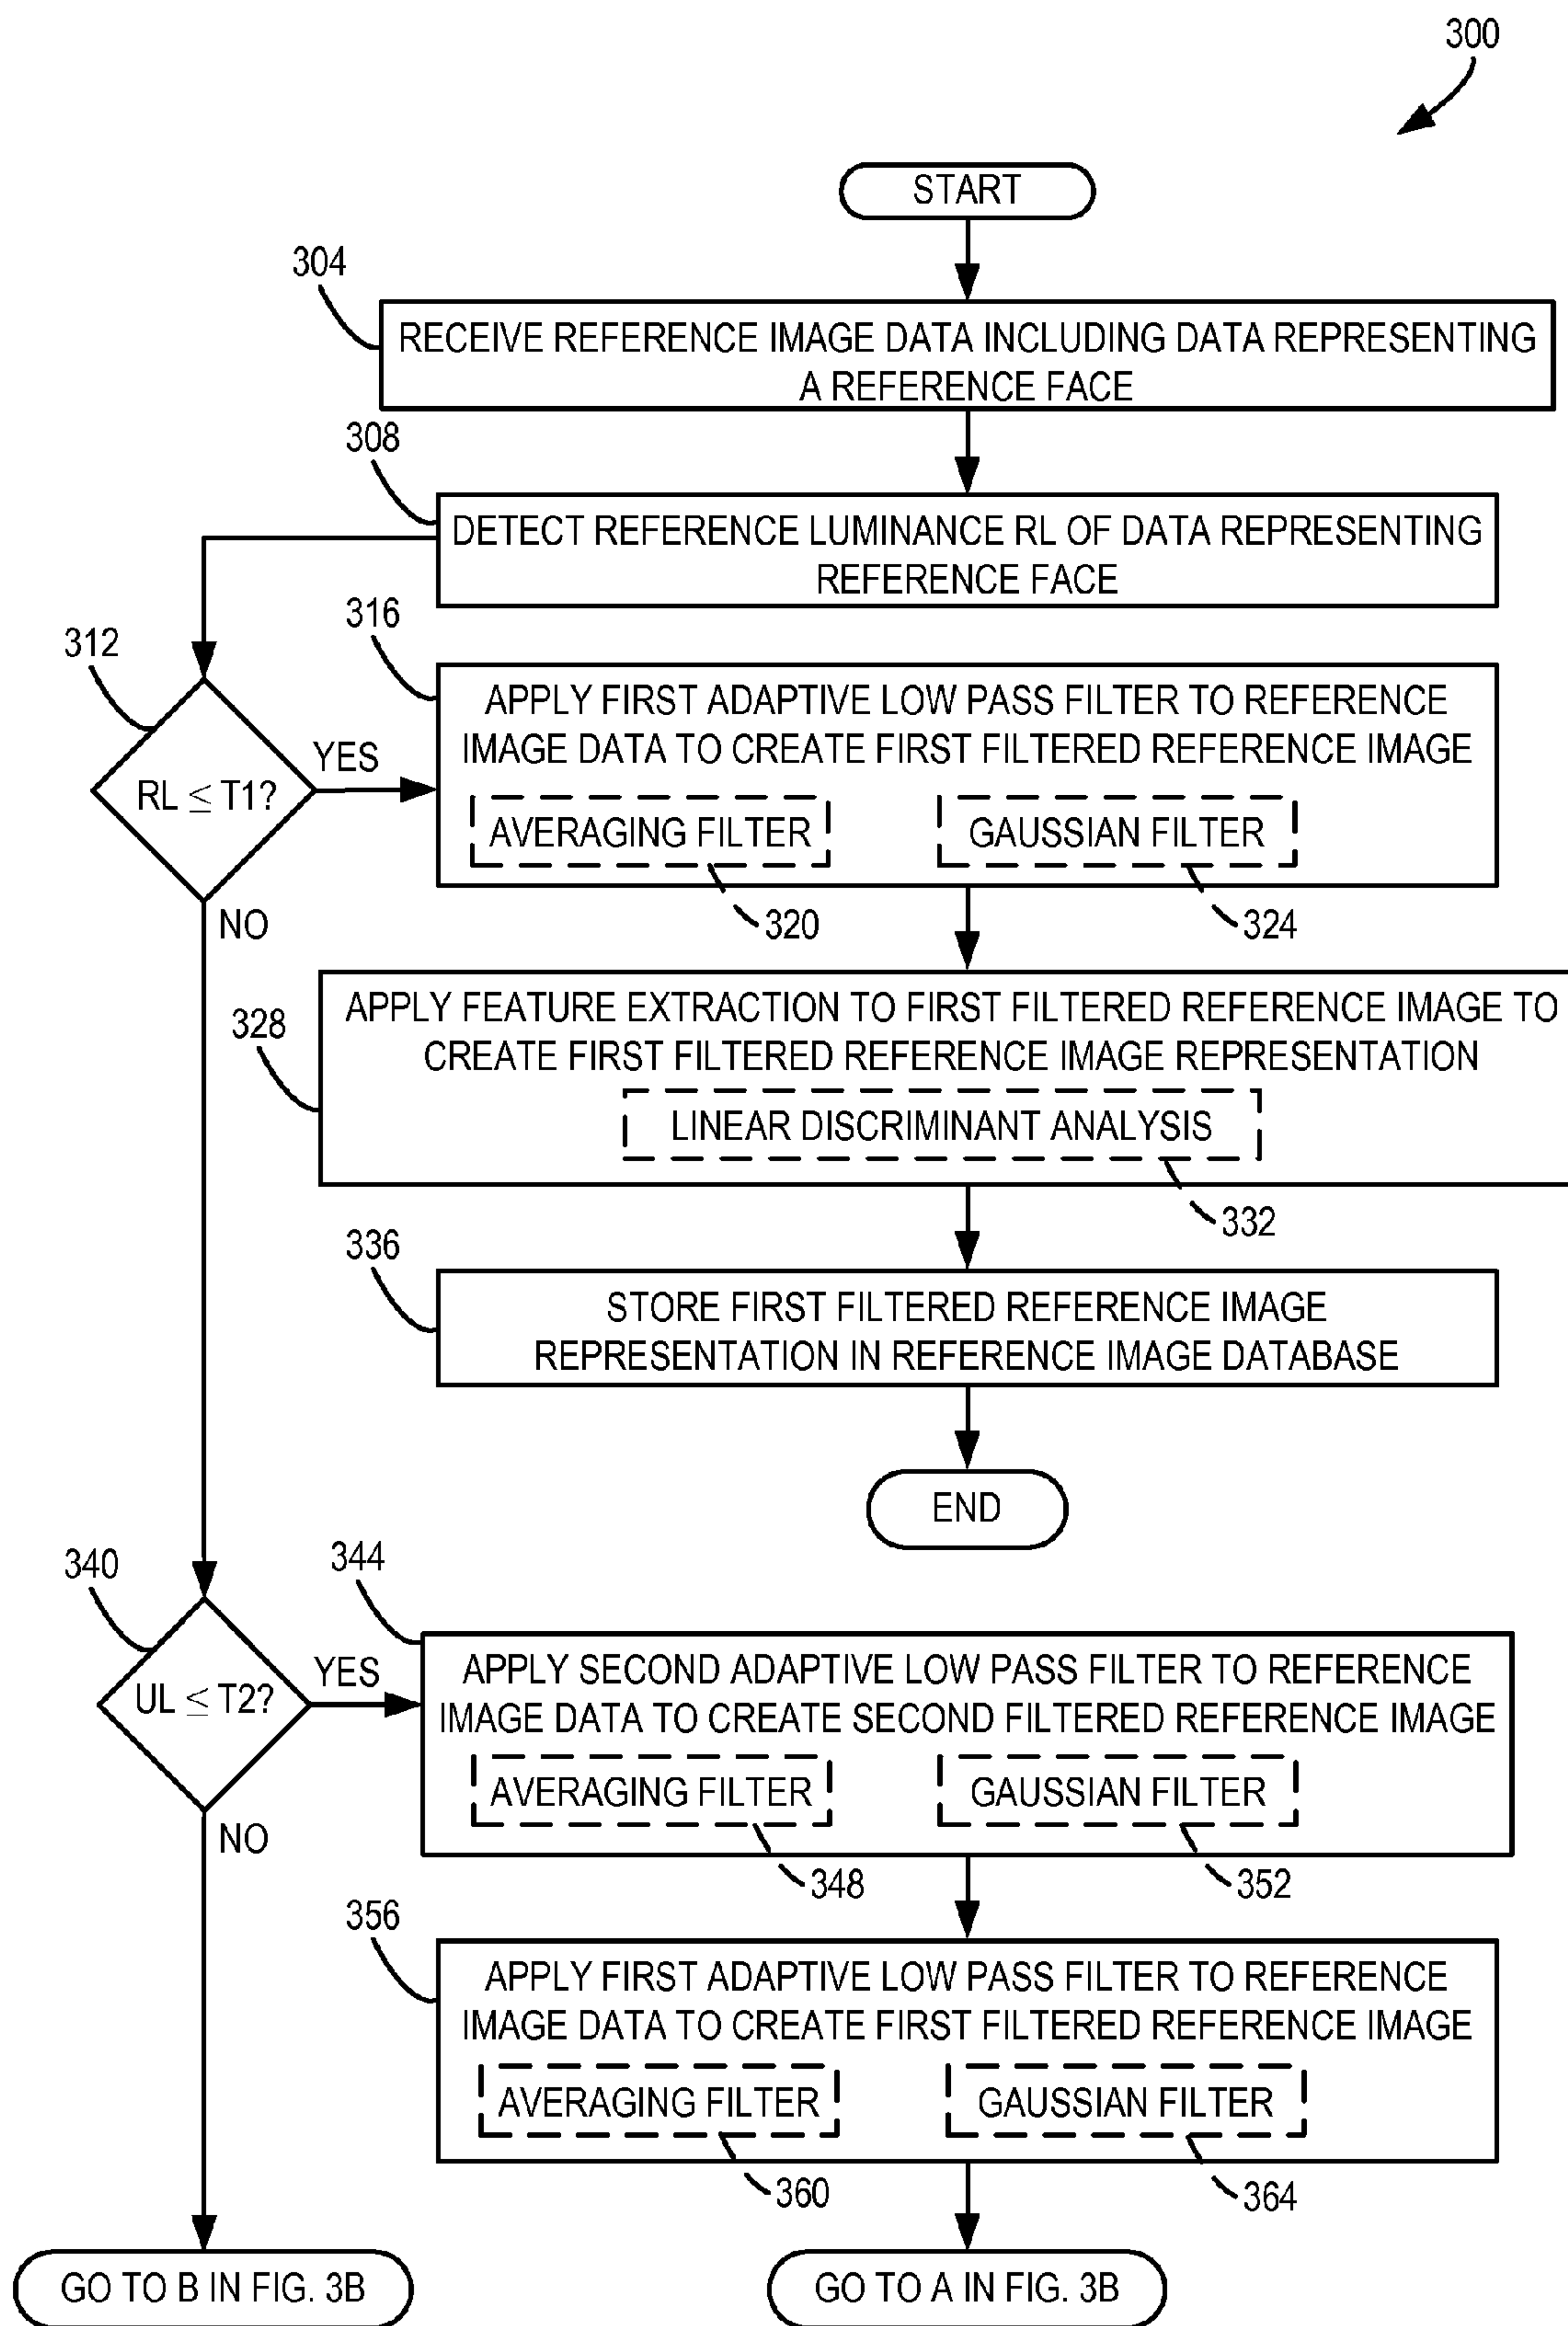 300
START
304
RECEIVE REFERENCE IMAGE DATA INCLUDING DATA REPRESENTING
A REFERENCE FACE
308
DETECT REFERENCE LUMINANCE RL OF DATA REPRESENTING
REFERENCE FACE
312
RL ≤ T1?
YES
NO
316
APPLY FIRST ADAPTIVE LOW PASS FILTER TO REFERENCE
IMAGE DATA TO CREATE FIRST FILTERED REFERENCE IMAGE
AVERAGING FILTER
GAUSSIAN FILTER
320
324
328
APPLY FEATURE EXTRACTION TO FIRST FILTERED REFERENCE IMAGE TO
CREATE FIRST FILTERED REFERENCE IMAGE REPRESENTATION
LINEAR DISCRIMINANT ANALYSIS
332
336
STORE FIRST FILTERED REFERENCE IMAGE
REPRESENTATION IN REFERENCE IMAGE DATABASE
END
340
UL ≤ T2?
YES
NO
344
APPLY SECOND ADAPTIVE LOW PASS FILTER TO REFERENCE
IMAGE DATA TO CREATE SECOND FILTERED REFERENCE IMAGE
AVERAGING FILTER
GAUSSIAN FILTER
348
352
356
APPLY FIRST ADAPTIVE LOW PASS FILTER TO REFERENCE
IMAGE DATA TO CREATE FIRST FILTERED REFERENCE IMAGE
AVERAGING FILTER
GAUSSIAN FILTER
360
364
GO TO B IN FIG. 3B
GO TO A IN FIG. 3B